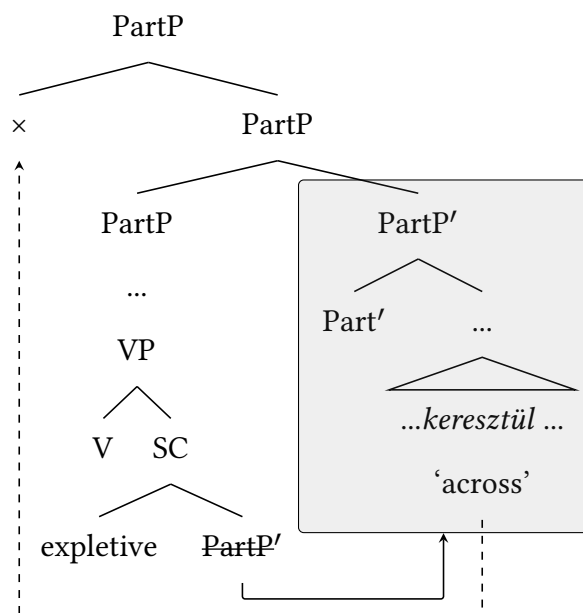 PartP
× PartP
PartP PartP′
... Part′ ...
VP
...keresztül ...
V SC ‘across’
expletive PartP′